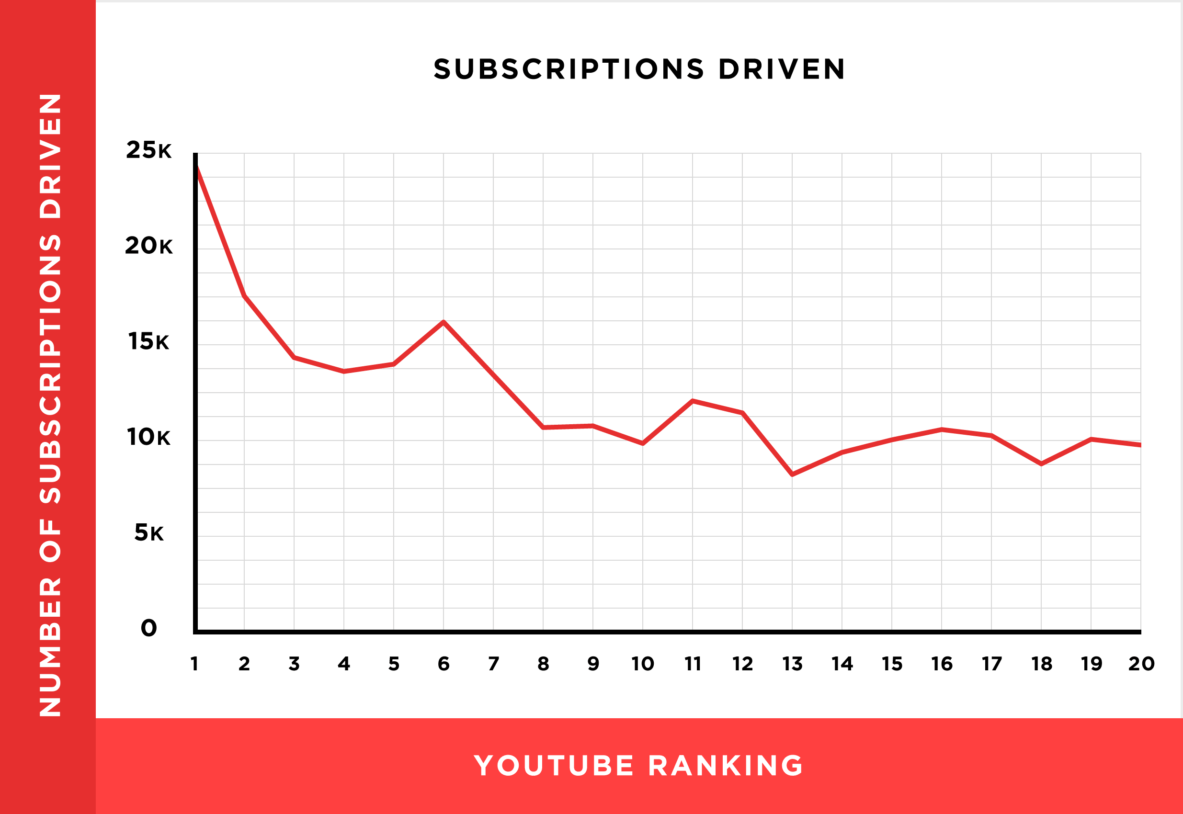 SUBSCRIPTIONS DRIVEN
NUMBER OF SUBSCRIPTIONS DRIVEN
25K
20K
15K
10K
5K
0
1 2 3 4 5 6 7 8 9 10 11 12 13 14 15 16 17 18 19 20
YOUTUBE RANKING